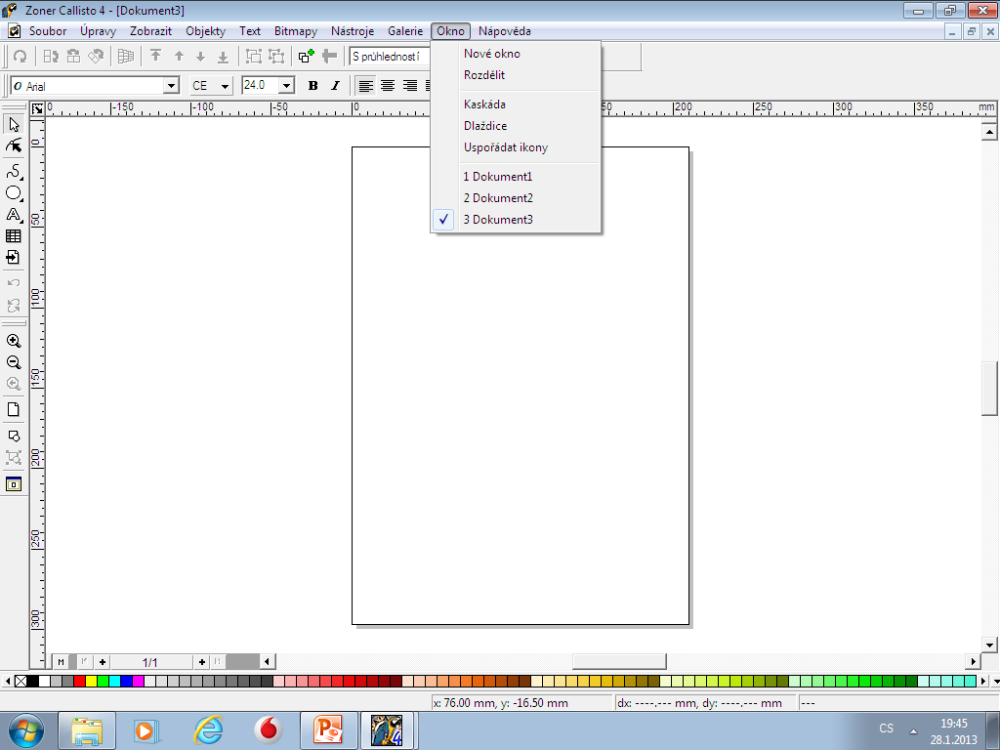 Zoner Callisto 4 - [Dokument3]
Soubor Úpravy Zobrazit Objekty Text Bitmapy Nástroje Galerie Okno Nápověda
S průhledností
Arial CE 24.0 B I
Nové okno
Rozdělit
Kaskáda
Dlaždice
Uspořádat ikony
1 Dokument1
2 Dokument2
3 Dokument3
-150 -100 -50 0 50 200 250 300 350 mm
0
50
100
150
200
250
300
M 1/1
x: 76.00 mm, y: -16.50 mm dx: ----.--- mm, dy: ----.--- mm ---
CS 19:45
28.1.2013